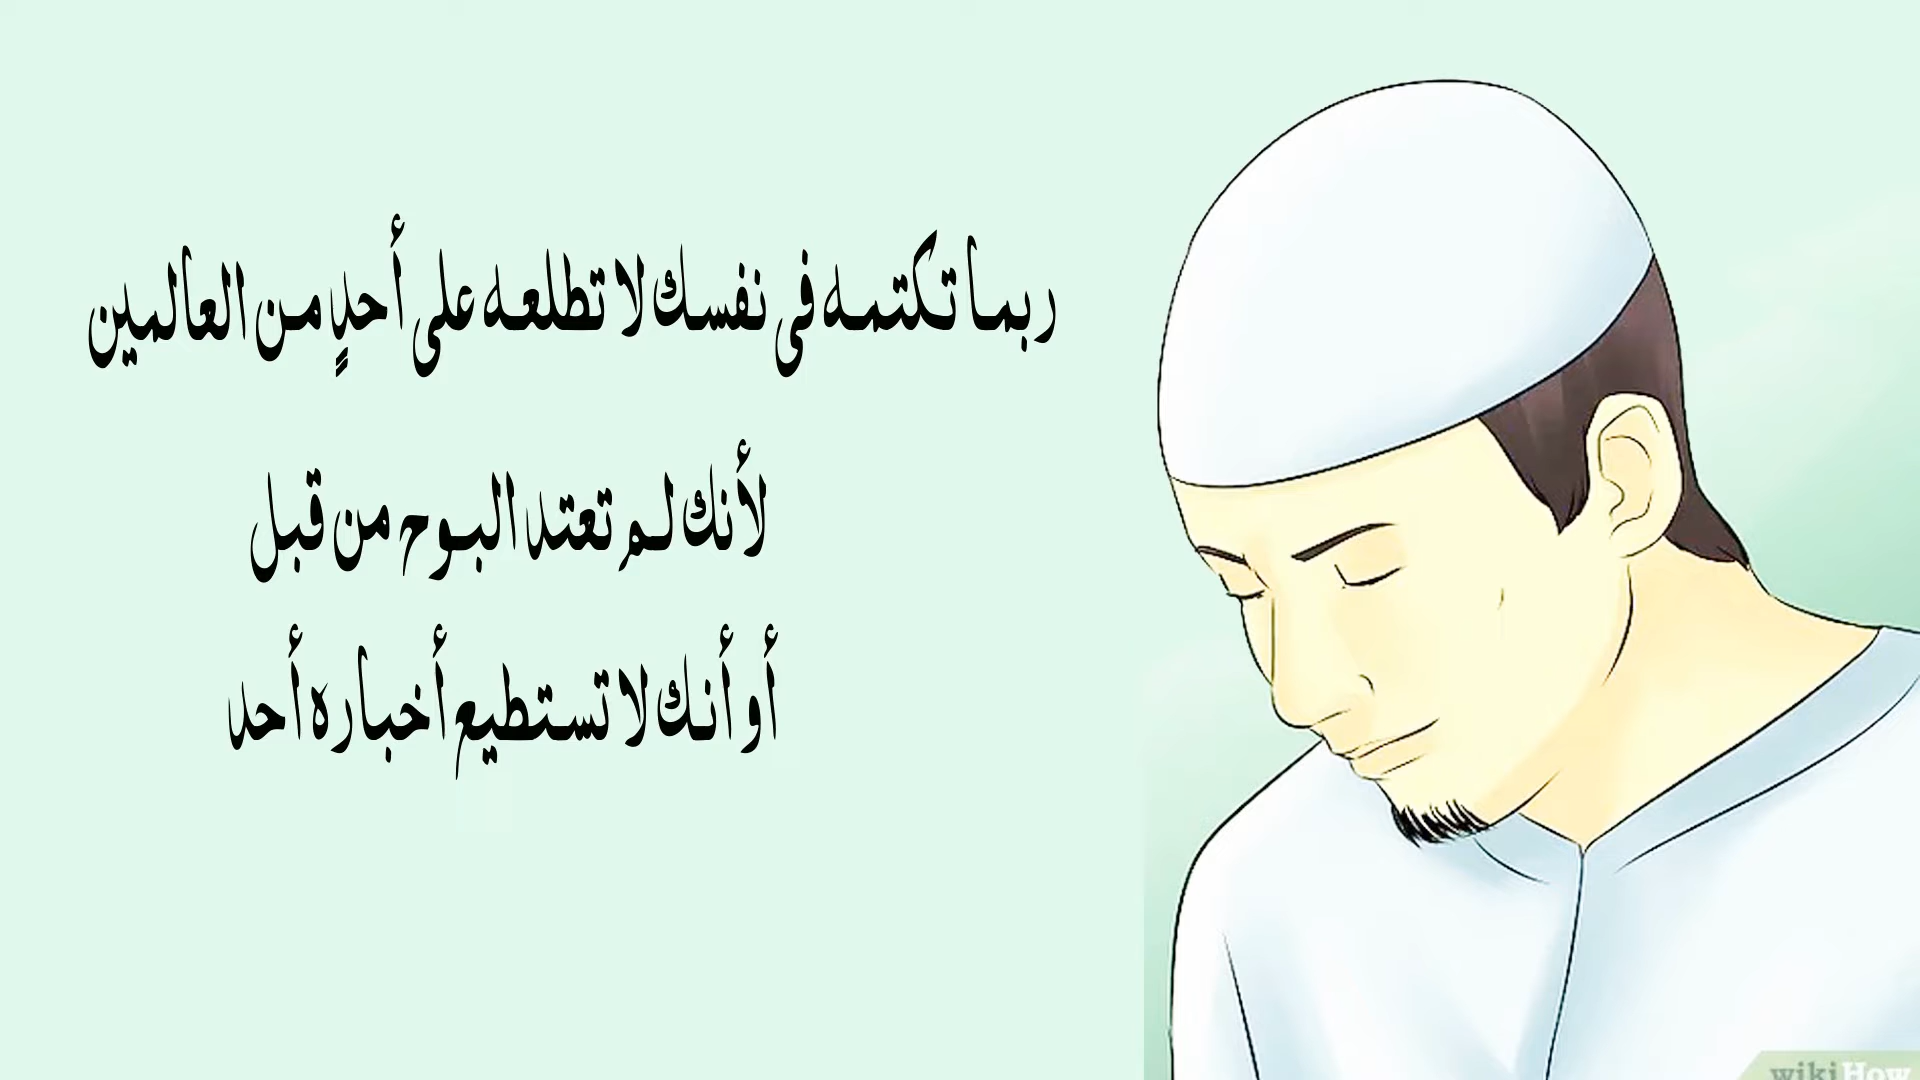 ربما تكتمه فى نفسك لا تطلعه على أحدٍ من العالمين
لأنك لم تعتد البوح من قبل
أو أنك لا تستطيع أخباره أحد
wikiHow